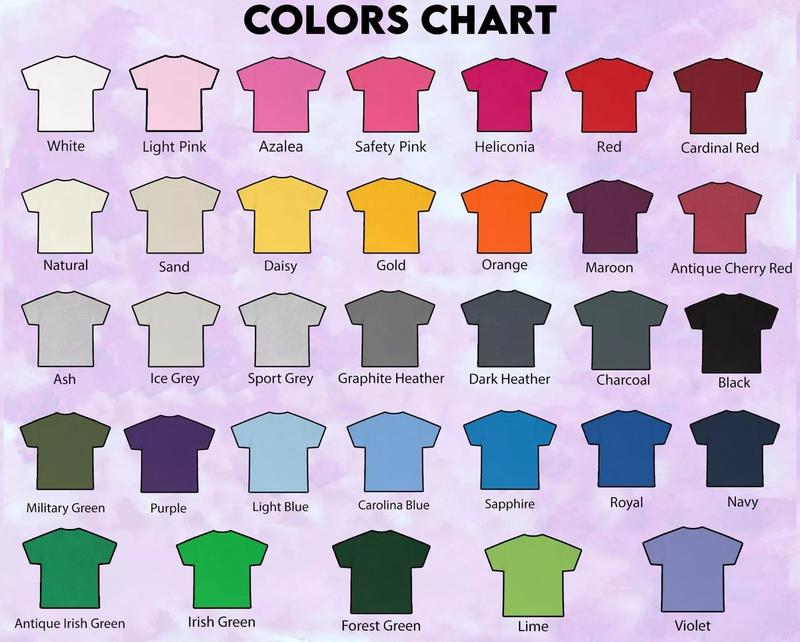 COLORS CHART
White
Light Pink
Azalea
Safety Pink
Heliconia
Red
Cardinal Red
Natural
Sand
Daisy
Gold
Orange
Maroon
Antique Cherry Red
Ash
Ice Grey
Sport Grey
Graphite Heather
Dark Heather
Charcoal
Black
Military Green
Purple
Light Blue
Carolina Blue
Sapphire
Royal
Navy
Antique Irish Green
Irish Green
Forest Green
Lime
Violet